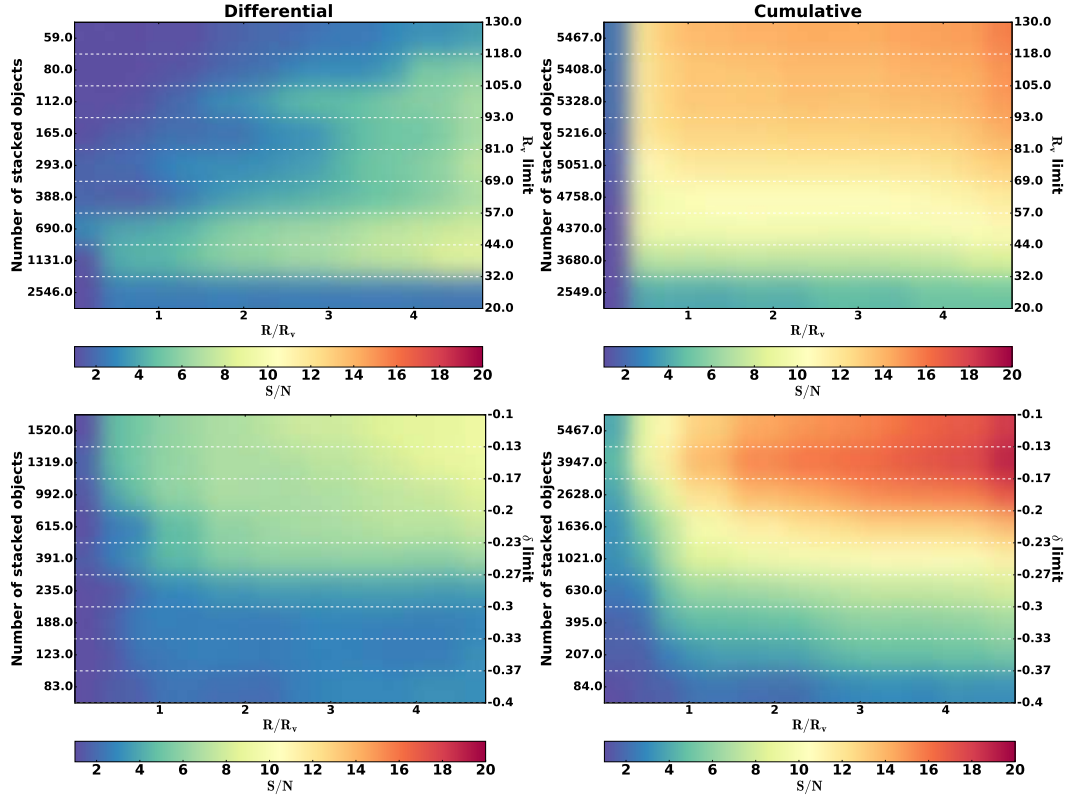 Differential
Cumulative
Number of stacked objects
59.0
80.0
112.0
165.0
293.0
388.0
690.0
1131.0
2546.0
130.0
118.0
105.0
93.0
81.0
69.0
57.0
44.0
32.0
20.0
R_v limit
1 2 3 4
R/R_v
2 4 6 8 10 12 14 16 18 20
S/N
Number of stacked objects
5467.0
5408.0
5328.0
5216.0
5051.0
4758.0
4370.0
3680.0
2549.0
130.0
118.0
105.0
93.0
81.0
69.0
57.0
44.0
32.0
20.0
R_v limit
1 2 3 4
R/R_v
2 4 6 8 10 12 14 16 18 20
S/N
Number of stacked objects
1520.0
1319.0
992.0
615.0
391.0
235.0
188.0
123.0
83.0
-0.1
-0.13
-0.17
-0.2
-0.23
-0.27
-0.3
-0.33
-0.37
-0.4
δ limit
1 2 3 4
R/R_v
2 4 6 8 10 12 14 16 18 20
S/N
Number of stacked objects
5467.0
3947.0
2628.0
1636.0
1021.0
630.0
395.0
207.0
84.0
-0.1
-0.13
-0.17
-0.2
-0.23
-0.27
-0.3
-0.33
-0.37
-0.4
δ limit
1 2 3 4
R/R_v
2 4 6 8 10 12 14 16 18 20
S/N